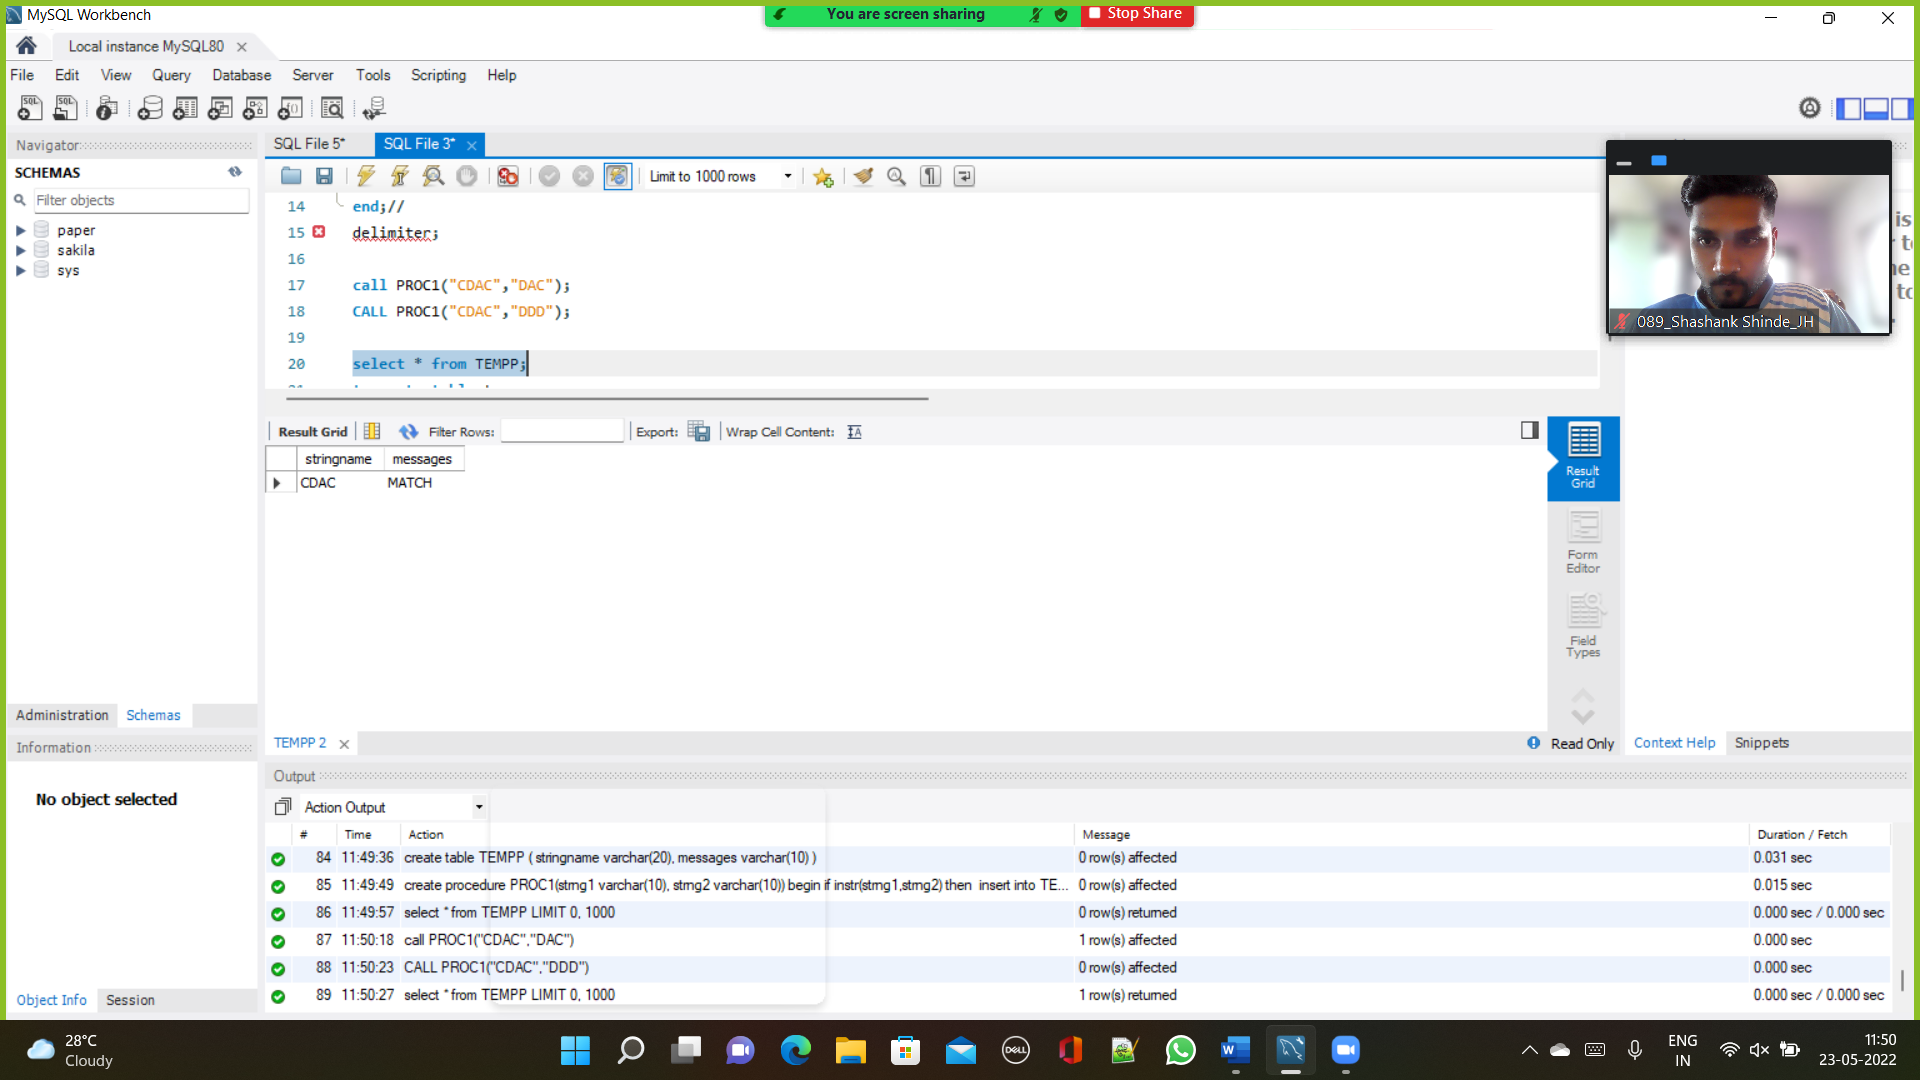 MySQL Workbench
You are screen sharing
Stop Share
Local instance MySQL80
File Edit View Query Database Server Tools Scripting Help
Navigator
SQL File 5*
SQL File 3*
SCHEMAS
Limit to 1000 rows
Filter objects
paper
sakila
sys
14 end;//
15 delimiter;
16
17 call PROC1("CDAC","DAC");
18 CALL PROC1("CDAC","DDD");
19
20 select * from TEMPP;
089_Shashank Shinde_JH
Result Grid
Filter Rows:
Export:
Wrap Cell Content:
stringname messages
CDAC MATCH
Result
Grid
Form
Editor
Field
Types
Administration Schemas
Information
No object selected
TEMPP 2
Read Only
Context Help Snippets
Output
Action Output
# Time Action Message Duration / Fetch
84 11:49:36 create table TEMPP ( stringname varchar(20), messages varchar(10) ) 0 row(s) affected 0.031 sec
85 11:49:49 create procedure PROC1(strng1 varchar(10), strng2 varchar(10)) begin if instr(strng1,strng2) then insert into TE... 0 row(s) affected 0.015 sec
86 11:49:57 select * from TEMPP LIMIT 0, 1000 0 row(s) returned 0.000 sec / 0.000 sec
87 11:50:18 call PROC1("CDAC","DAC") 1 row(s) affected 0.000 sec
88 11:50:23 CALL PROC1("CDAC","DDD") 0 row(s) affected 0.000 sec
89 11:50:27 select * from TEMPP LIMIT 0, 1000 1 row(s) returned 0.000 sec / 0.000 sec
Object Info Session
28°C
Cloudy
DELL
ENG
IN
11:50
23-05-2022